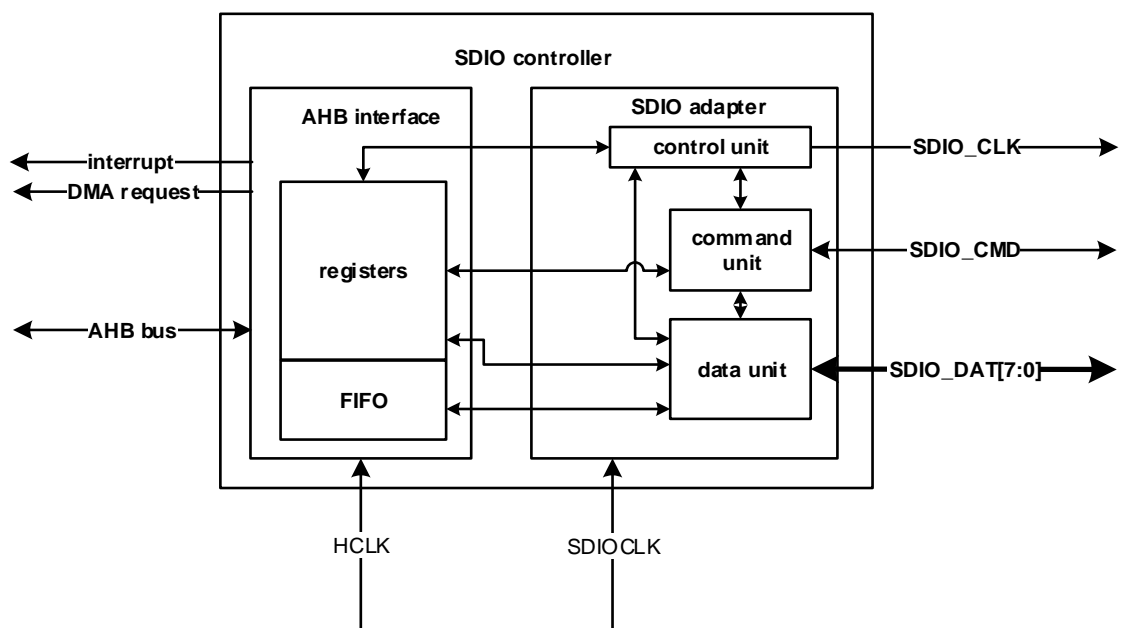 SDIO controller
AHB interface
SDIO adapter
control unit
SDIO_CLK
interrupt
DMA request
registers
command
unit
SDIO_CMD
AHB bus
data unit
SDIO_DAT[7:0]
FIFO
HCLK
SDIOCLK